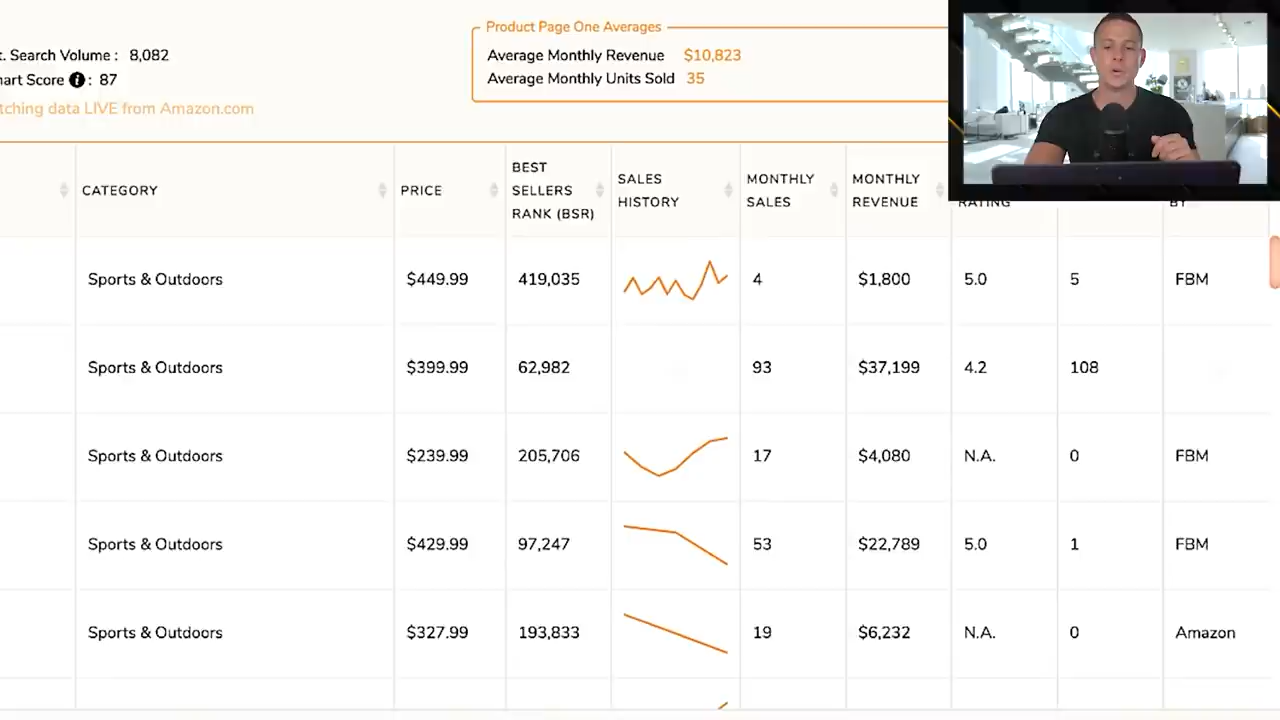 Product Page One Averages
t. Search Volume : 8,082
Average Monthly Revenue $10,823
nart Score i : 87
Average Monthly Units Sold 35
tching data LIVE from Amazon.com
CATEGORY PRICE BEST SELLERS RANK (BSR) SALES HISTORY MONTHLY SALES MONTHLY REVENUE RATING BY
Sports & Outdoors $449.99 419,035 4 $1,800 5.0 5 FBM
Sports & Outdoors $399.99 62,982 93 $37,199 4.2 108
Sports & Outdoors $239.99 205,706 17 $4,080 N.A. 0 FBM
Sports & Outdoors $429.99 97,247 53 $22,789 5.0 1 FBM
Sports & Outdoors $327.99 193,833 19 $6,232 N.A. 0 Amazon